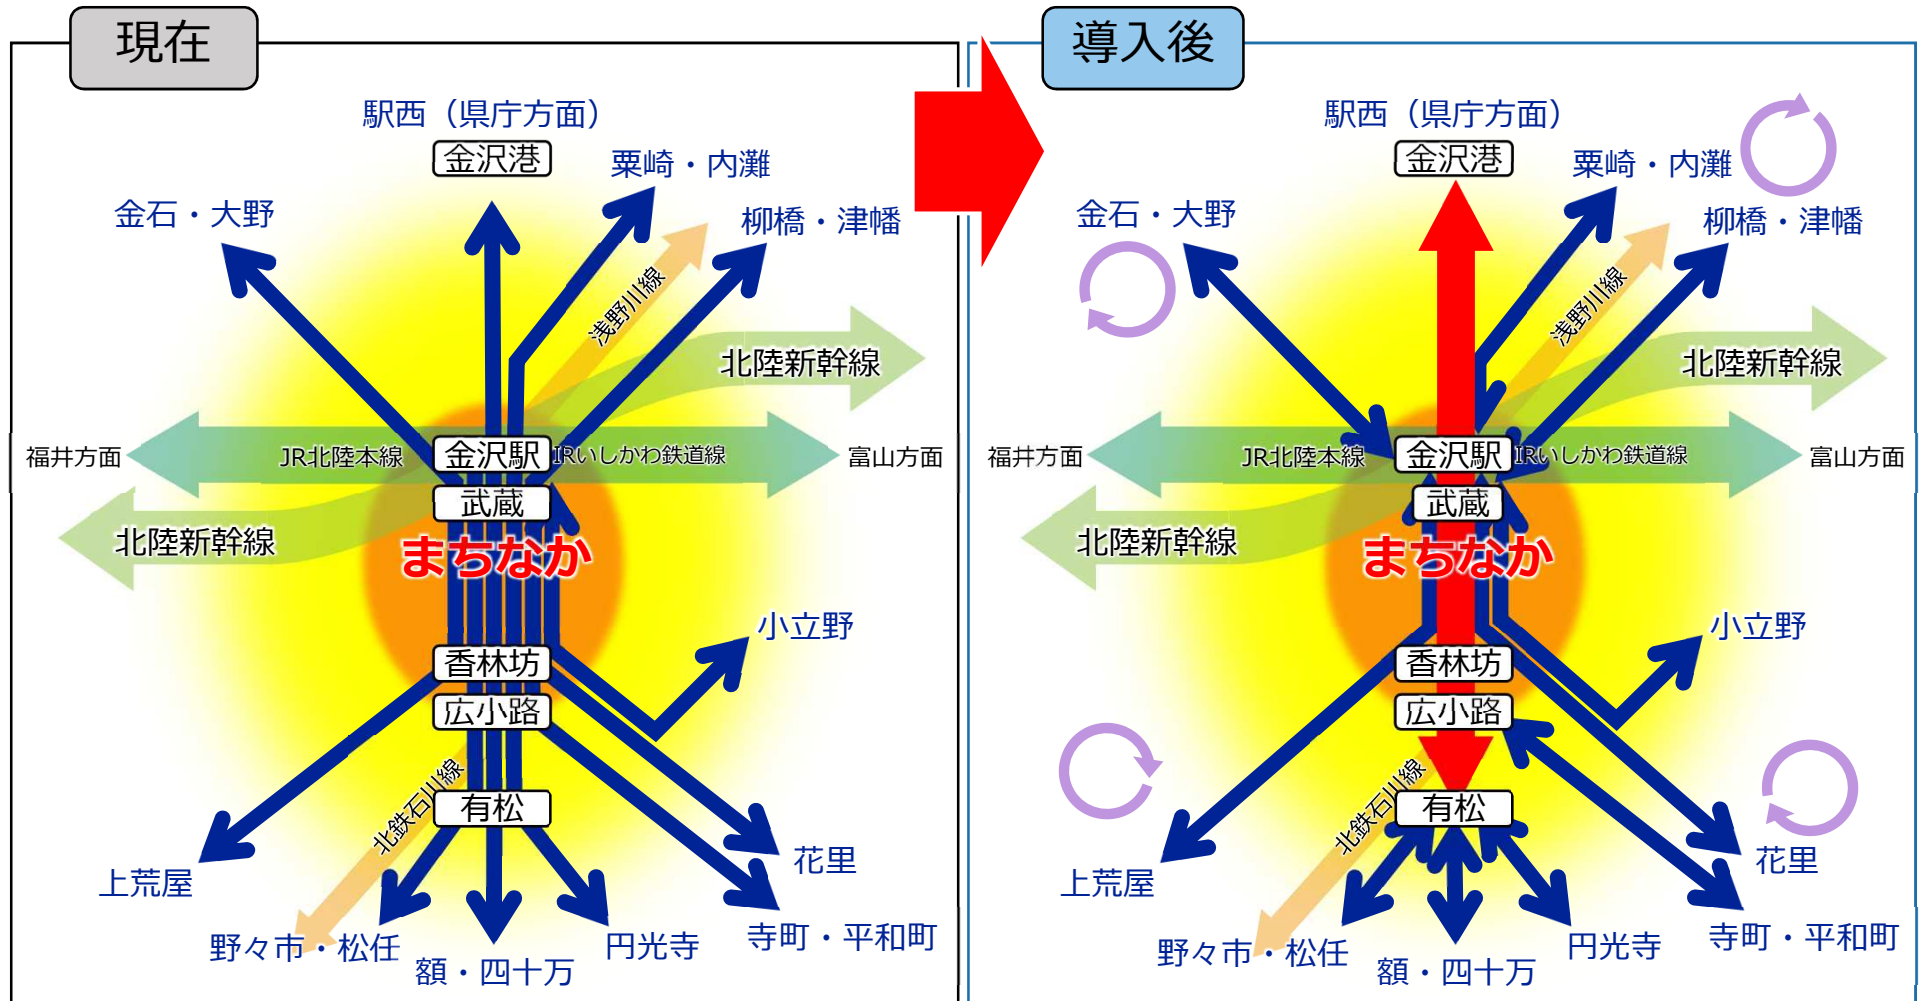 現在
駅西（県庁方面）
金沢港
粟崎・内灘
金石・大野
柳橋・津幡
浅野川線
北陸新幹線
福井方面
JR北陸本線
金沢駅
IRいしかわ鉄道線
富山方面
武蔵
北陸新幹線
まちなか
小立野
香林坊
広小路
北鉄石川線
有松
上荒屋
花里
野々市・松任
額・四十万
円光寺
寺町・平和町
導入後
駅西（県庁方面）
金沢港
粟崎・内灘
金石・大野
柳橋・津幡
浅野川線
北陸新幹線
福井方面
JR北陸本線
金沢駅
IRいしかわ鉄道線
富山方面
武蔵
北陸新幹線
まちなか
小立野
香林坊
広小路
北鉄石川線
有松
上荒屋
花里
野々市・松任
額・四十万
円光寺
寺町・平和町